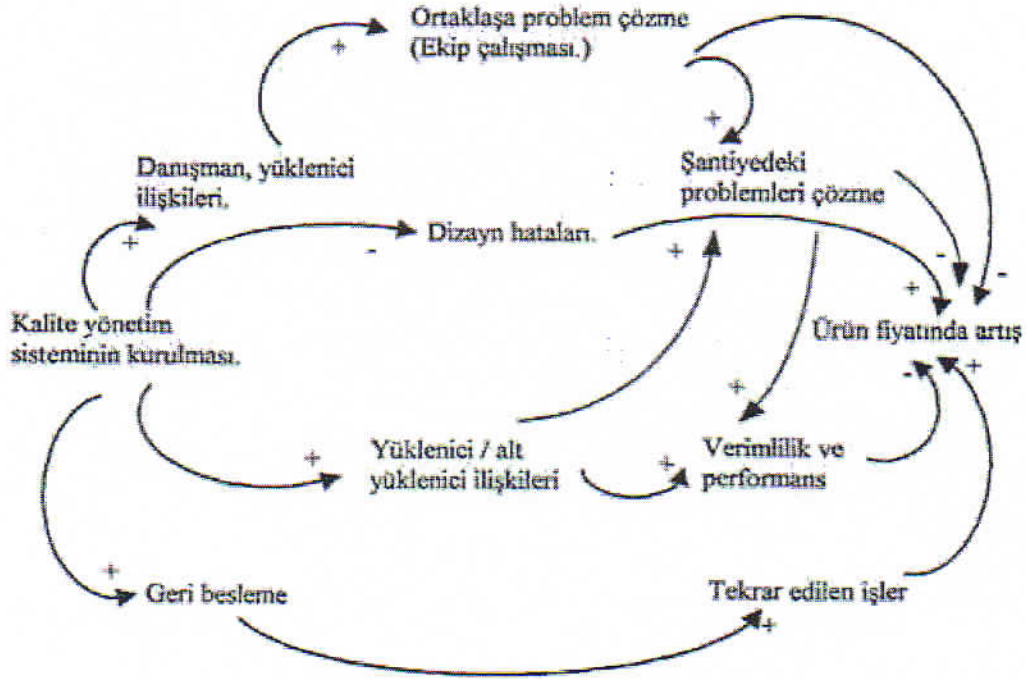 Ortaklaşa problem çözme
(Ekip çalışması.)
+
+
Danışman, yüklenici
ilişkileri.
Şantiyedeki
problemleri çözme
+
-
Dizayn hataları.
+
-
-
+
Kalite yönetim
sisteminin kurulması.
Ürün fiyatında artış
-
+
+
+
Yüklenici / alt
yüklenici ilişkileri
+
Verimlilik ve
performans
+
Geri besleme
Tekrar edilen işler
+